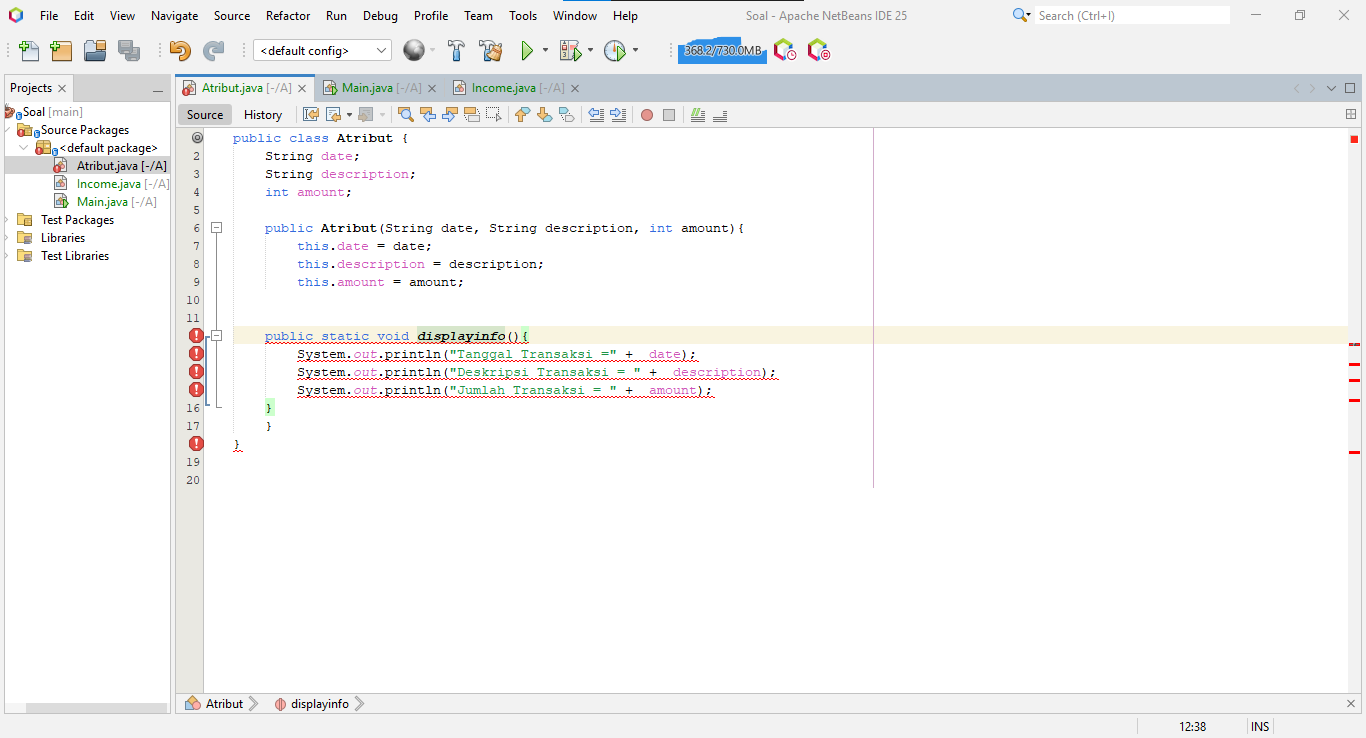 File Edit View Navigate Source Refactor Run Debug Profile Team Tools Window Help Soal - Apache NetBeans IDE 25 Search (Ctrl+I)
<default config> 368.2/730.0MB
Projects Atribut.java [-/A] Main.java [-/A] Income.java [-/A]
Source History
Soal [main]
Source Packages
<default package>
Atribut.java [-/A]
Income.java [-/A]
Main.java [-/A]
Test Packages
Libraries
Test Libraries
public class Atribut {
2 String date;
3 String description;
4 int amount;
5
6 public Atribut(String date, String description, int amount){
7 this.date = date;
8 this.description = description;
9 this.amount = amount;
10
11
public static void displayinfo(){
System.out.println("Tanggal Transaksi =" +  date);
System.out.println("Deskripsi Transaksi = " +  description);
System.out.println("Jumlah Transaksi = " +  amount);
16 }
17 }
}
19
20
Atribut displayinfo
12:38 INS